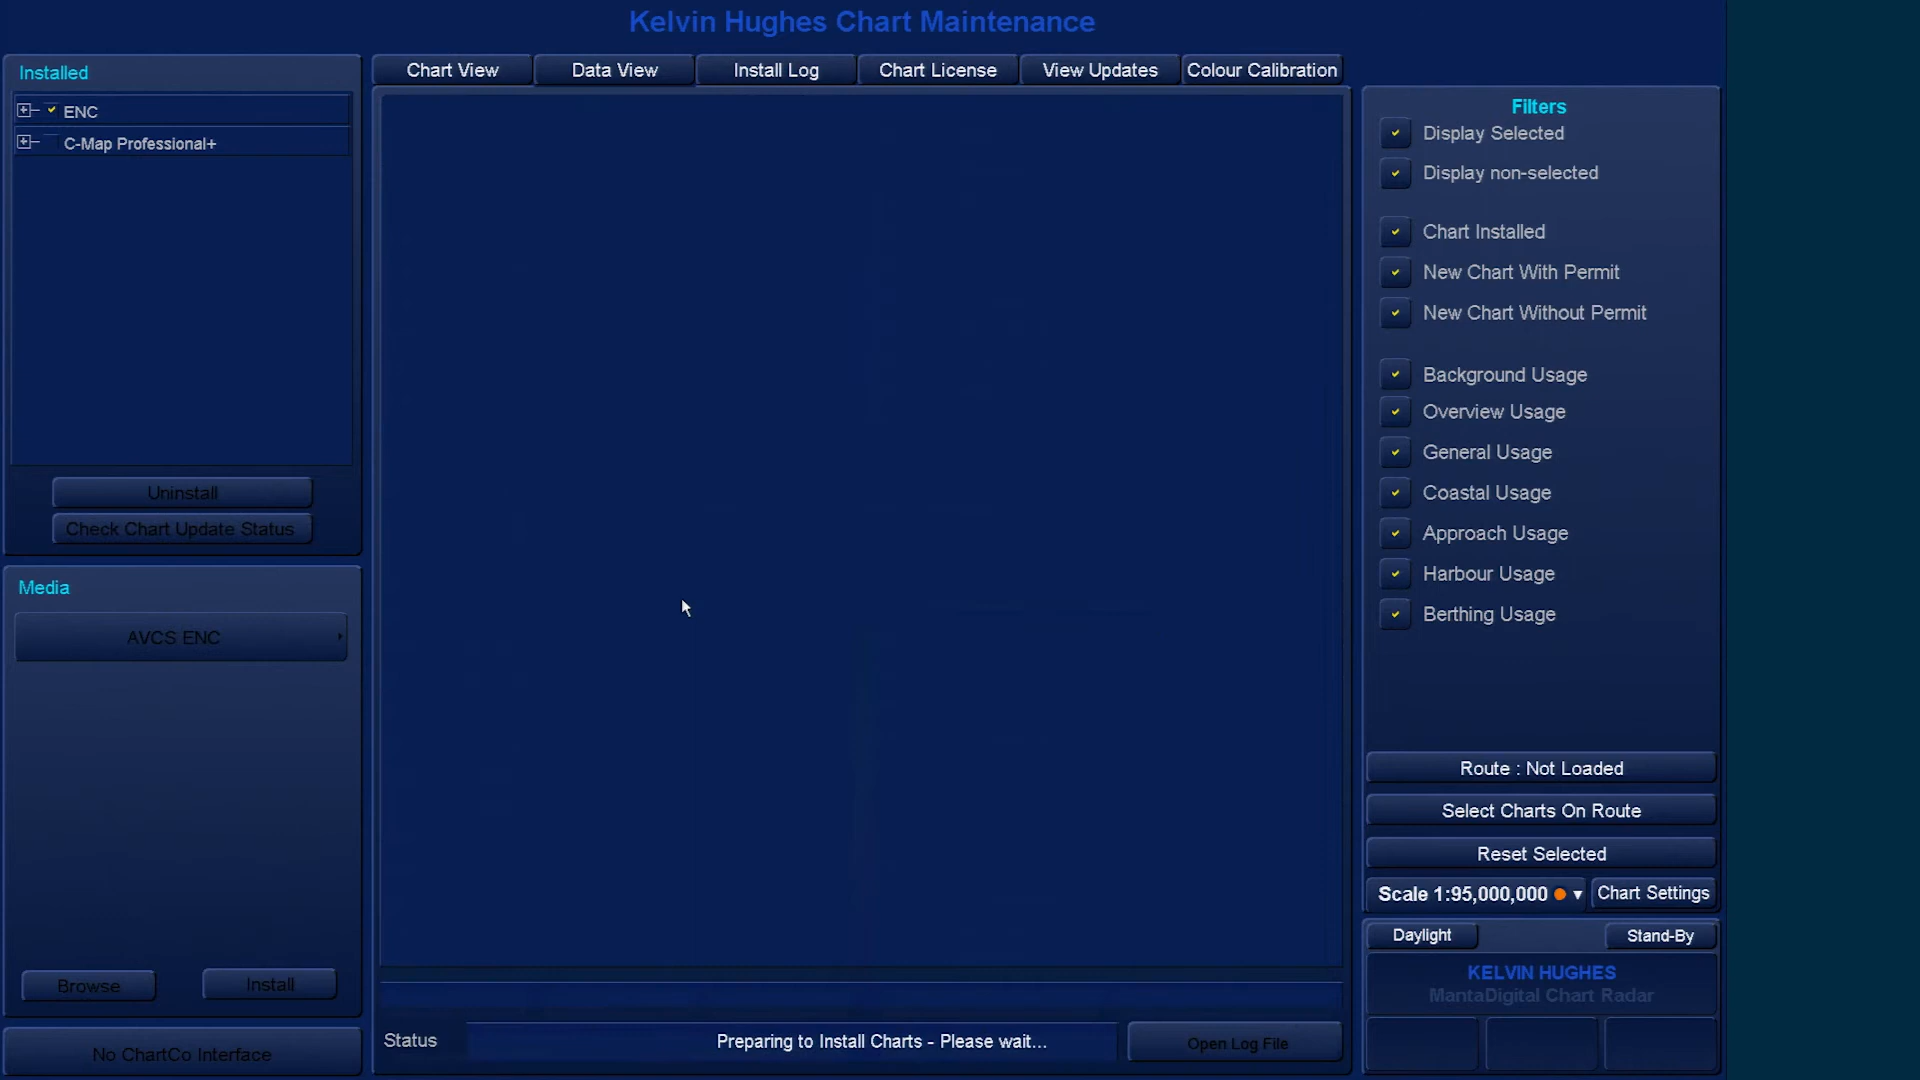 Kelvin Hughes Chart Maintenance
Installed
ENC
C-Map Professional+
Uninstall
Check Chart Update Status
Media
AVCS ENC
Browse
Install
No ChartCo Interface
Chart View
Data View
Install Log
Chart License
View Updates
Colour Calibration
Status
Preparing to Install Charts - Please wait...
Open Log File
Filters
Display Selected
Display non-selected
Chart Installed
New Chart With Permit
New Chart Without Permit
Background Usage
Overview Usage
General Usage
Coastal Usage
Approach Usage
Harbour Usage
Berthing Usage
Route : Not Loaded
Select Charts On Route
Reset Selected
Scale 1:95,000,000
Chart Settings
Daylight
Stand-By
KELVIN HUGHES
MantaDigital Chart Radar